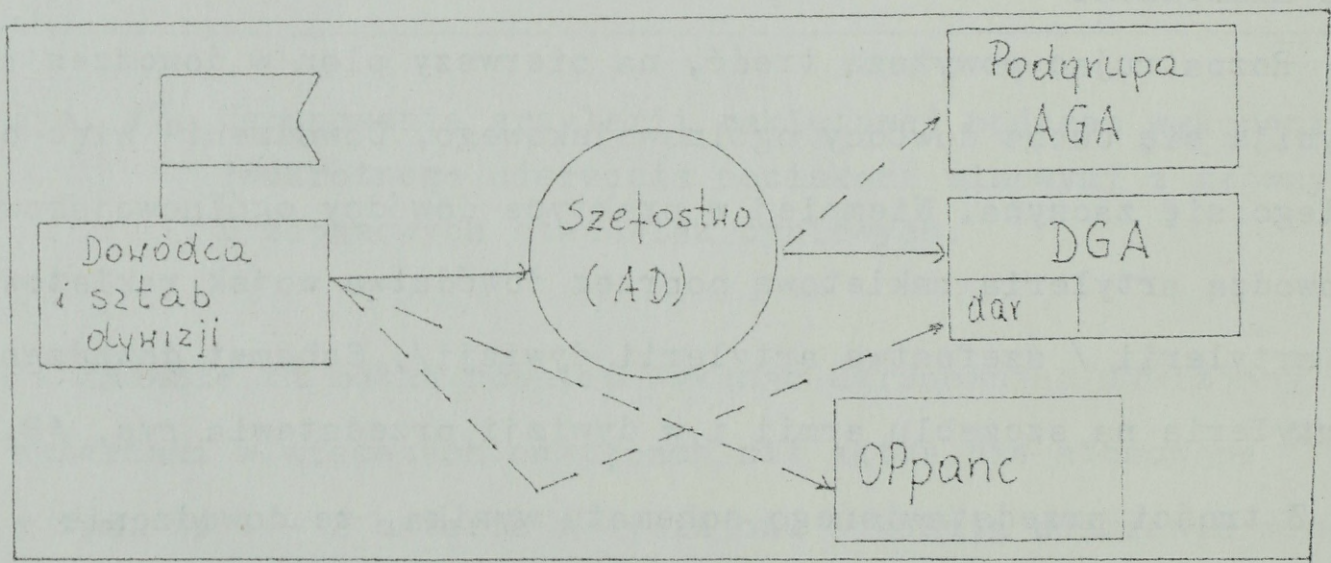 Dowódca
i sztab
dywizji
Szefostwo
(AD)
Podgrupa
AGA
DGA
dar
OPpanc